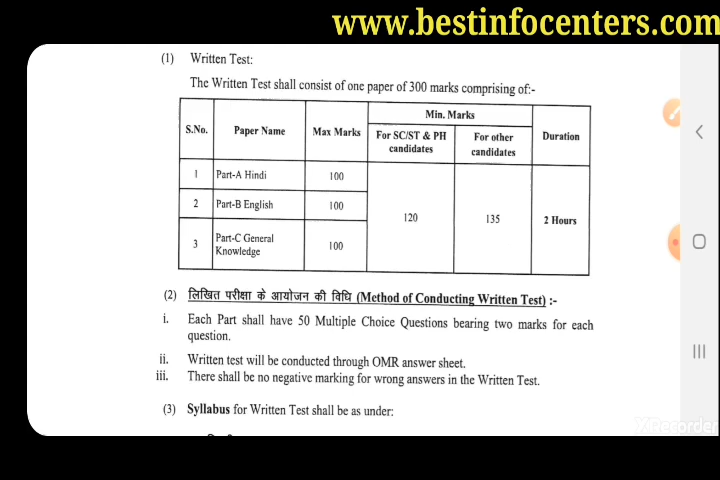 www.bestinfocenters.com
(1) Written Test:
The Written Test shall consist of one paper of 300 marks comprising of:-
S.No. Paper Name Max Marks Min. Marks Duration
For SC/ST & PH candidates For other candidates
1 Part-A Hindi 100
2 Part-B English 100
120 135 2 Hours
3 Part-C General Knowledge 100
(2) लिखित परीक्षा के आयोजन की विधि (Method of Conducting Written Test) :-
i. Each Part shall have 50 Multiple Choice Questions bearing two marks for each
question.
ii. Written test will be conducted through OMR answer sheet.
iii. There shall be no negative marking for wrong answers in the Written Test.
(3) Syllabus for Written Test shall be as under:
XRecorder